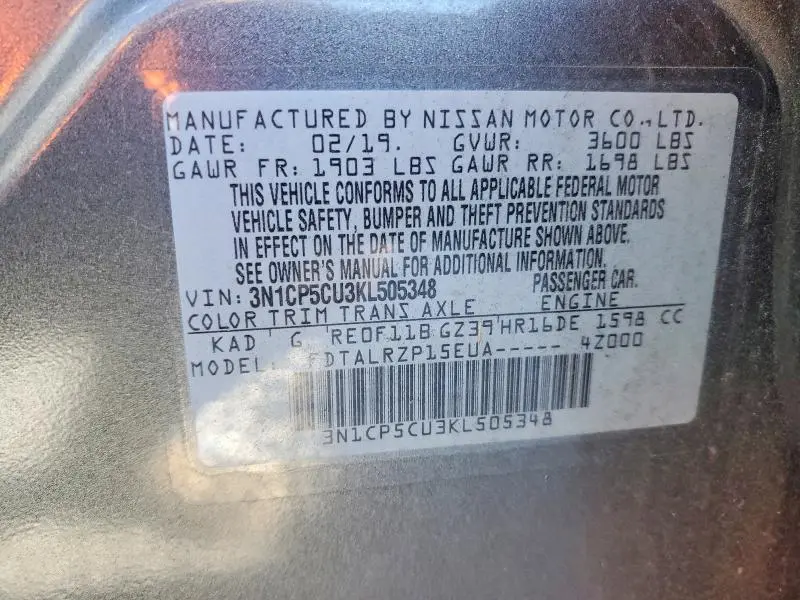 MANUFACTURED BY NISSAN MOTOR CO., LTD.
DATE: 02/19. GVWR: 3600 LBS
GAWR FR: 1903 LBS GAWR RR: 1698 LBS
THIS VEHICLE CONFORMS TO ALL APPLICABLE FEDERAL MOTOR
VEHICLE SAFETY, BUMPER AND THEFT PREVENTION STANDARDS
IN EFFECT ON THE DATE OF MANUFACTURE SHOWN ABOVE.
SEE OWNER'S MANUAL FOR ADDITIONAL INFORMATION.
VIN: 3N1CP5CU3KL505348 PASSENGER CAR.
COLOR TRIM TRANS AXLE ENGINE
KAD G RE0F11B GZ39 HR16DE 1598 CC
MODEL: FDTALRZP15EUA----- 4Z000
3N1CP5CU3KL505348